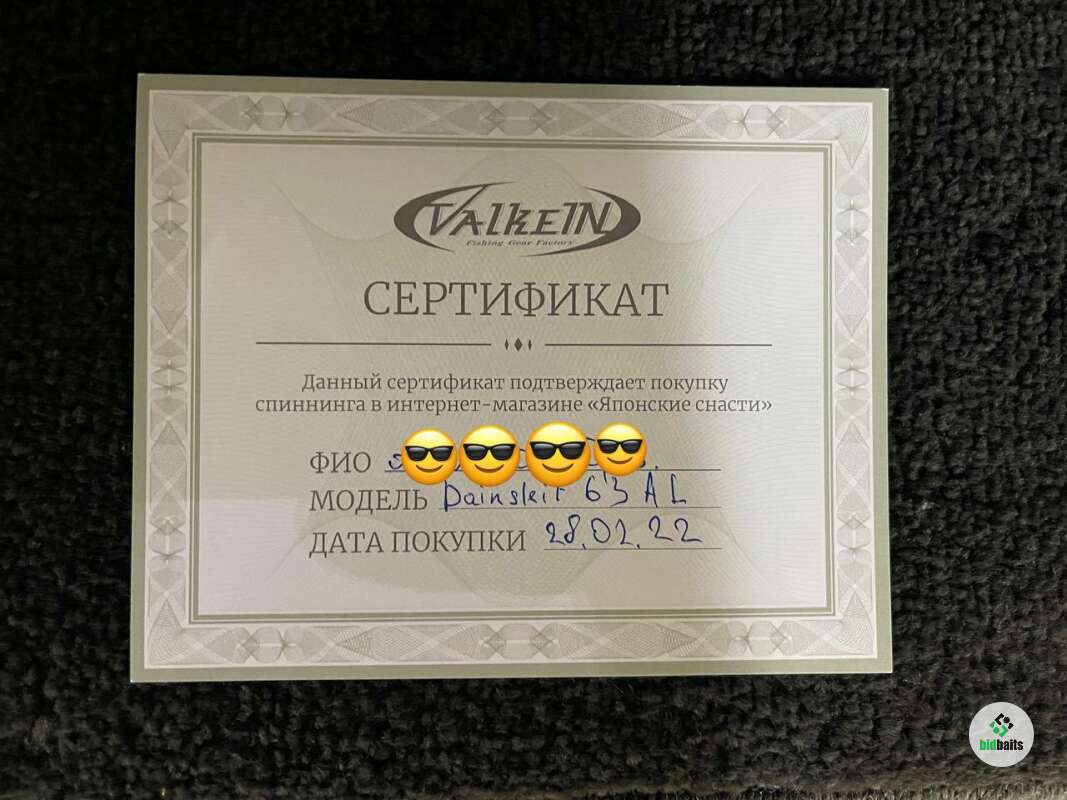 ValkeIN
Fishing Gear Factory
СЕРТИФИКАТ
Данный сертификат подтверждает покупку
спиннинга в интернет-магазине «Японские снасти»
ФИО
МОДЕЛЬ Dainsleif 6'3 AL
ДАТА ПОКУПКИ 28.02.22
bidbaits